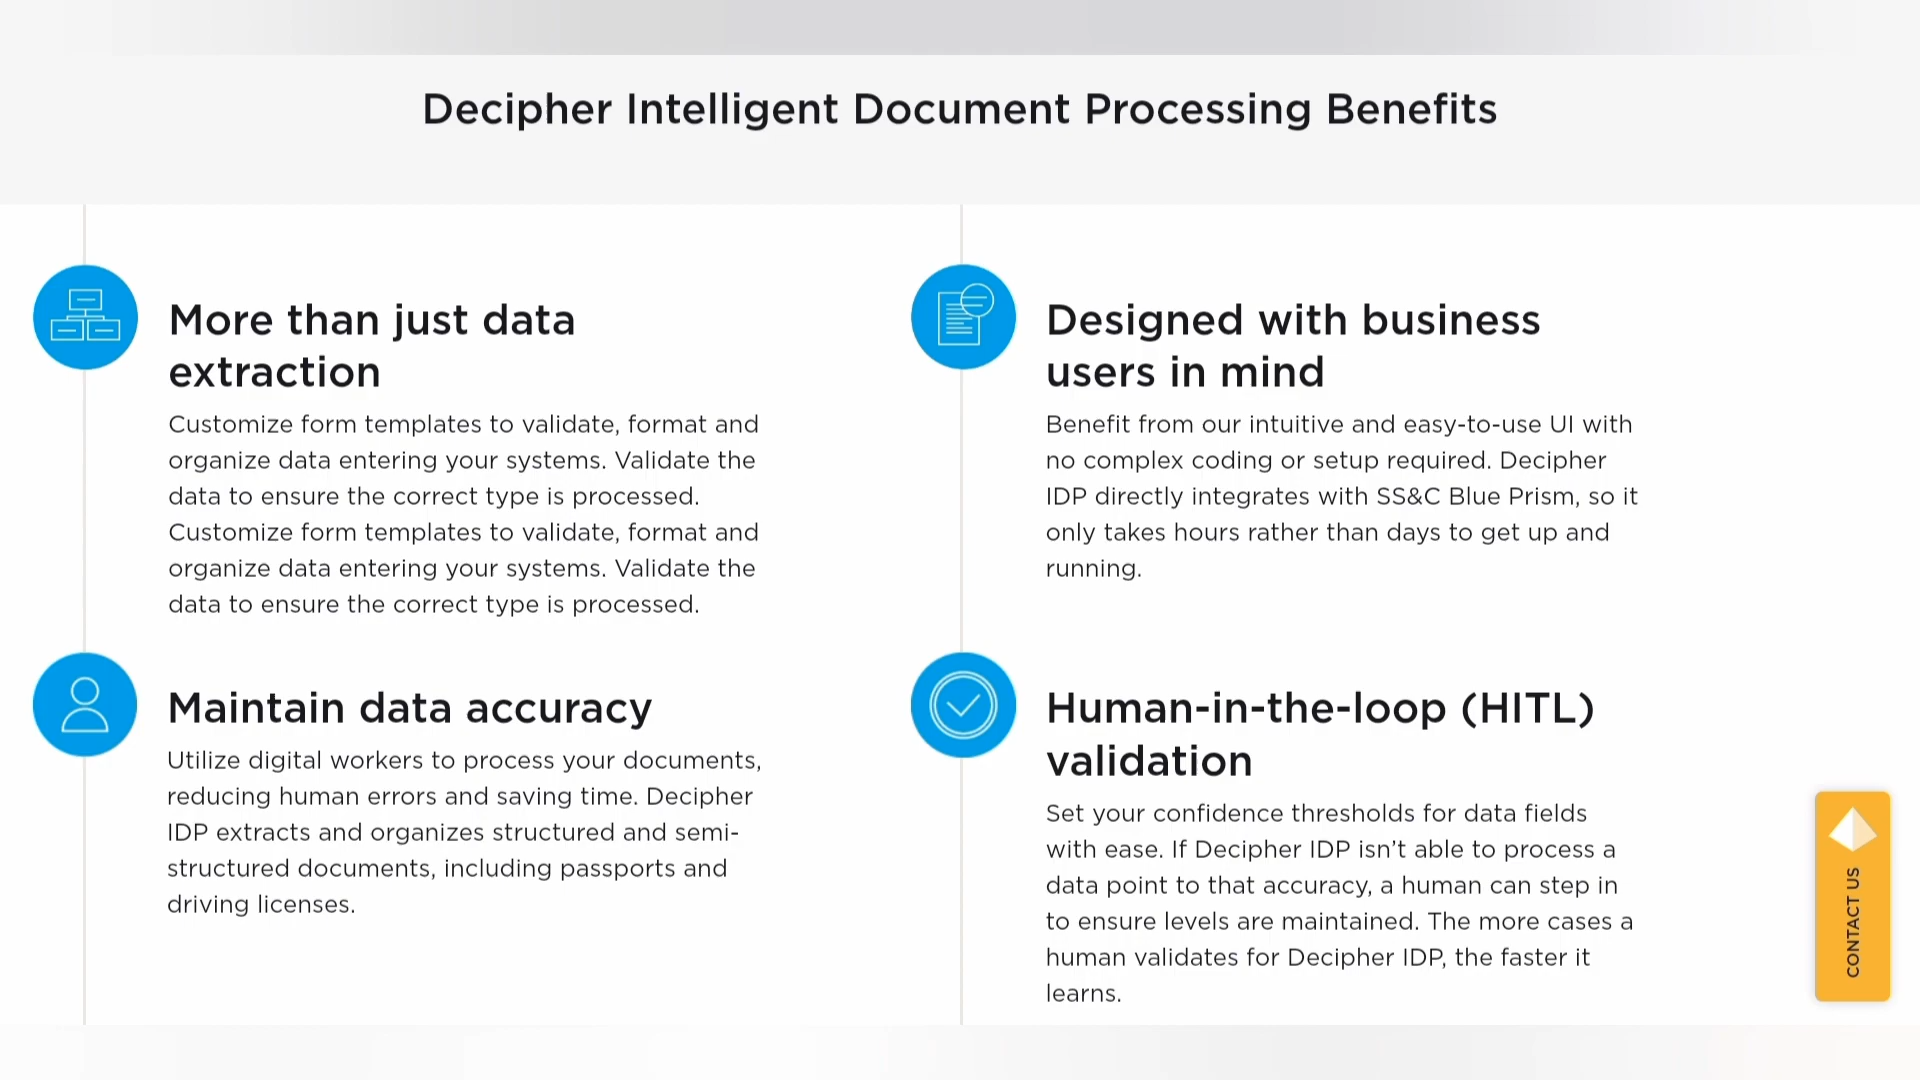 Decipher Intelligent Document Processing Benefits
More than just data
extraction
Customize form templates to validate, format and
organize data entering your systems. Validate the
data to ensure the correct type is processed.
Customize form templates to validate, format and
organize data entering your systems. Validate the
data to ensure the correct type is processed.
Designed with business
users in mind
Benefit from our intuitive and easy-to-use UI with
no complex coding or setup required. Decipher
IDP directly integrates with SS&C Blue Prism, so it
only takes hours rather than days to get up and
running.
Maintain data accuracy
Utilize digital workers to process your documents,
reducing human errors and saving time. Decipher
IDP extracts and organizes structured and semi-
structured documents, including passports and
driving licenses.
Human-in-the-loop (HITL)
validation
Set your confidence thresholds for data fields
with ease. If Decipher IDP isn’t able to process a
data point to that accuracy, a human can step in
to ensure levels are maintained. The more cases a
human validates for Decipher IDP, the faster it
learns.
CONTACT US